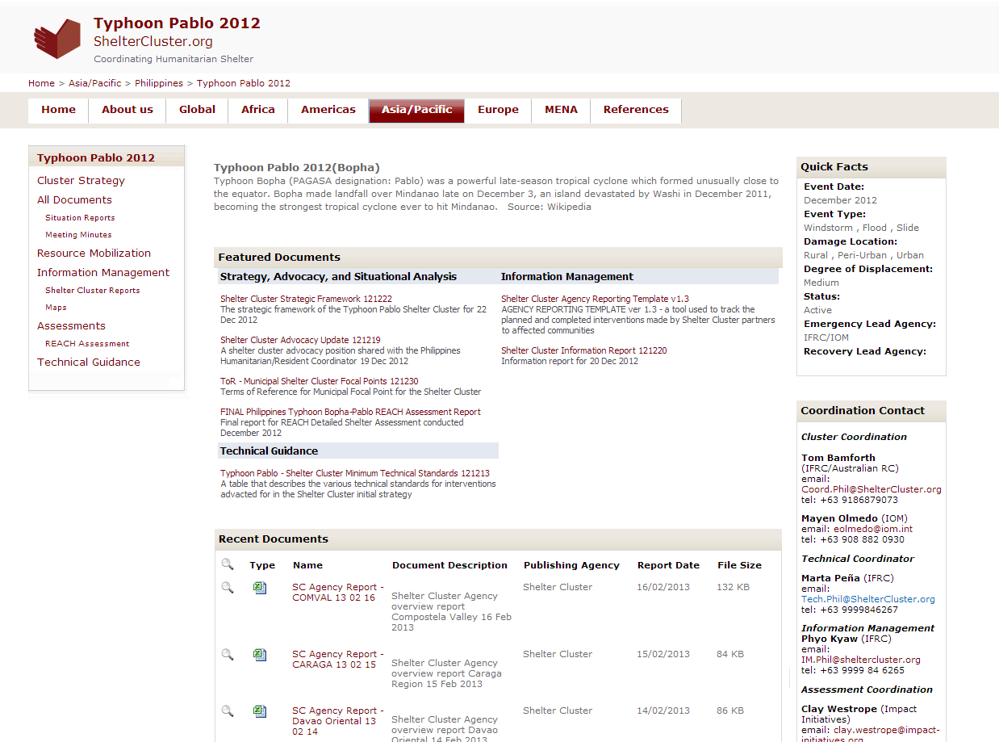 Typhoon Pablo 2012
ShelterCluster.org
Coordinating Humanitarian Shelter
Home > Asia/Pacific > Philippines > Typhoon Pablo 2012
Home About us Global Africa Americas Asia/Pacific Europe MENA References
Typhoon Pablo 2012
Cluster Strategy
All Documents
Situation Reports
Meeting Minutes
Resource Mobilization
Information Management
Shelter Cluster Reports
Maps
Assessments
REACH Assessment
Technical Guidance
Typhoon Pablo 2012(Bopha)
Typhoon Bopha (PAGASA designation: Pablo) was a powerful late-season tropical cyclone which formed unusually close to
the equator. Bopha made landfall over Mindanao late on December 3, an island devastated by Washi in December 2011,
becoming the strongest tropical cyclone ever to hit Mindanao.   Source: Wikipedia
Featured Documents
Strategy, Advocacy, and Situational Analysis
Shelter Cluster Strategic Framework 121222
The strategic framework of the Typhoon Pablo Shelter Cluster for 22
Dec 2012
Shelter Cluster Advocacy Update 121219
A shelter cluster advocacy position shared with the Philippines
Humanitarian/Resident Coordinator 19 Dec 2012
ToR - Municipal Shelter Cluster Focal Points 121230
Terms of Reference for Municipal Focal Point for the Shelter Cluster
FINAL Philippines Typhoon Bopha-Pablo REACH Assessment Report
Final report for REACH Detailed Shelter Assessment conducted
December 2012
Technical Guidance
Typhoon Pablo - Shelter Cluster Minimum Technical Standards 121213
A table that describes the various technical standards for interventions
advacted for in the Shelter Cluster initial strategy
Information Management
Shelter Cluster Agency Reporting Template v1.3
AGENCY REPORTING TEMPLATE ver 1.3 - a tool used to track the
planned and completed interventions made by Shelter Cluster partners
to affected communities
Shelter Cluster Information Report 121220
Information report for 20 Dec 2012
Recent Documents
Type Name Document Description Publishing Agency Report Date File Size
SC Agency Report -
COMVAL 13 02 16
Shelter Cluster Agency
overview report
Compostela Valley 16 Feb
2013
Shelter Cluster
16/02/2013
132 KB
SC Agency Report -
CARAGA 13 02 15
Shelter Cluster Agency
overview report Caraga
Region 15 Feb 2013
Shelter Cluster
15/02/2013
84 KB
SC Agency Report -
Davao Oriental 13
02 14
Shelter Cluster Agency
overview report Davao
Oriental 14 Feb 2013
Shelter Cluster
14/02/2013
86 KB
Quick Facts
Event Date:
December 2012
Event Type:
Windstorm , Flood , Slide
Damage Location:
Rural , Peri-Urban , Urban
Degree of Displacement:
Medium
Status:
Active
Emergency Lead Agency:
IFRC/IOM
Recovery Lead Agency:
Coordination Contact
Cluster Coordination
Tom Bamforth
(IFRC/Australian RC)
email:
Coord.Phil@ShelterCluster.org
tel: +63 9186879073
Mayen Olmedo (IOM)
email: eolmedo@iom.int
tel: +63 908 882 0930
Technical Coordinator
Marta Peña (IFRC)
email:
Tech.Phil@ShelterCluster.org
tel: +63 9999846267
Information Management
Phyo Kyaw (IFRC)
email:
IM.Phil@sheltercluster.org
tel: +63 9999 84 6265
Assessment Coordination
Clay Westrope (Impact
Initiatives)
email: clay.westrope@impact-
initiatives.org